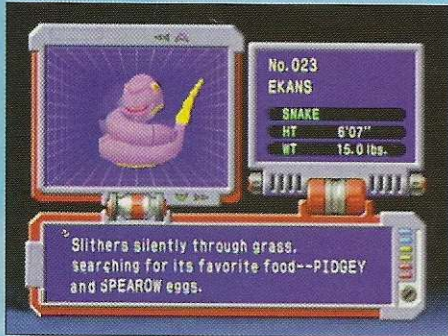 No. 023
EKANS
SNAKE
HT 6'07"
WT 15.0 lbs.
Slithers silently through grass,
searching for its favorite food--PIDGEY
and SPEAROW eggs.